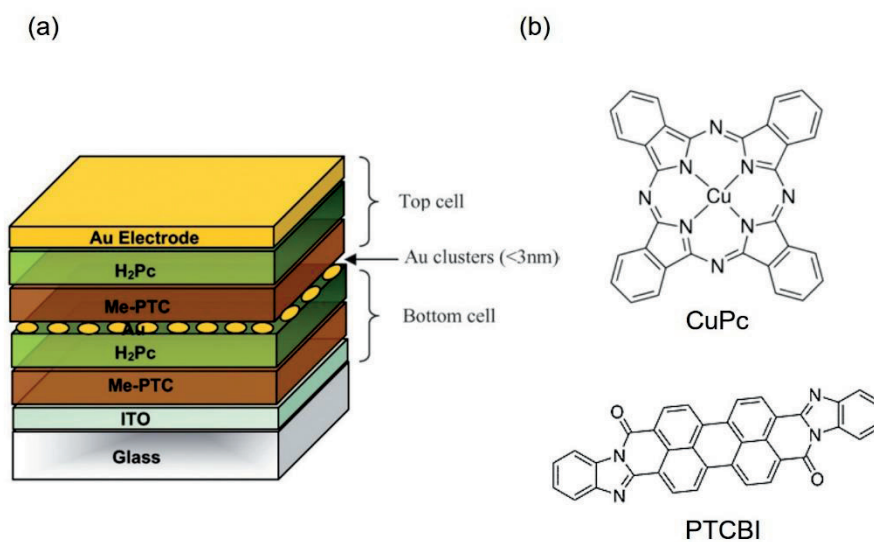 (a)
Au Electrode
H₂Pc
Me-PTC
Au
H₂Pc
Me-PTC
ITO
Glass
Top cell
Au clusters (<3nm)
Bottom cell
(b)
N
N
N
N
Cu
N
N
N
N
CuPc
O
N
N
N
N
O
PTCBI